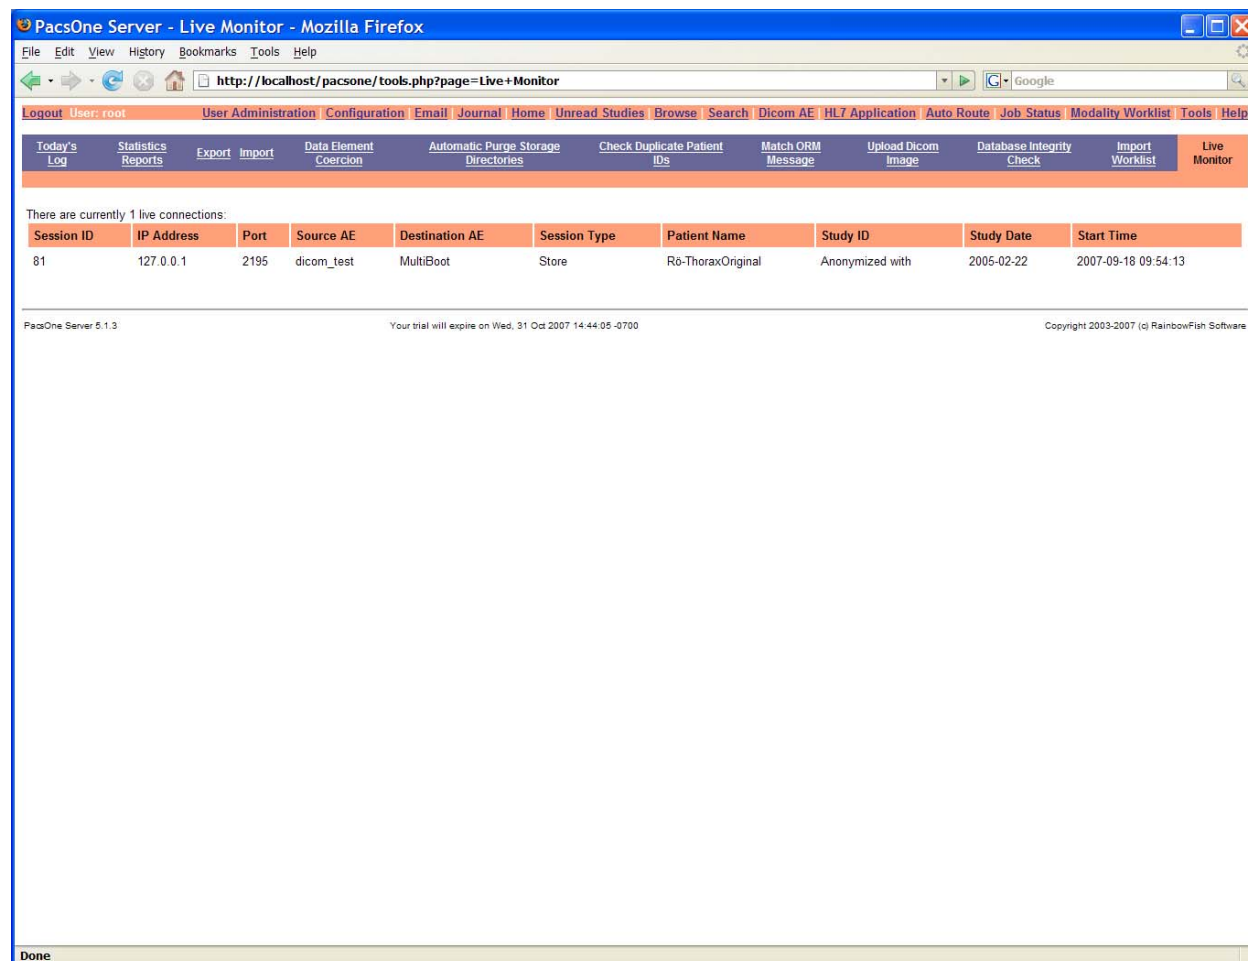 PacsOne Server - Live Monitor - Mozilla Firefox
File Edit View History Bookmarks Tools Help
http://localhost/pacsone/tools.php?page=Live+Monitor
G Google
Logout User: root User Administration | Configuration | Email | Journal | Home | Unread Studies | Browse | Search | Dicom AE | HL7 Application | Auto Route | Job Status | Modality Worklist | Tools | Help
Today's Statistics Export Import Data Element Automatic Purge Storage Check Duplicate Patient Match ORM Upload Dicom Database Integrity Import Live
Log Reports Coercion Directories IDs Message Image Check Worklist Monitor
There are currently 1 live connections:
Session ID IP Address Port Source AE Destination AE Session Type Patient Name Study ID Study Date Start Time
81 127.0.0.1 2195 dicom_test MultiBoot Store Rö-ThoraxOriginal Anonymized with 2005-02-22 2007-09-18 09:54:13
PacsOne Server 5.1.3 Your trial will expire on Wed, 31 Oct 2007 14:44:05 -0700 Copyright 2003-2007 (c) RainbowFish Software
Done